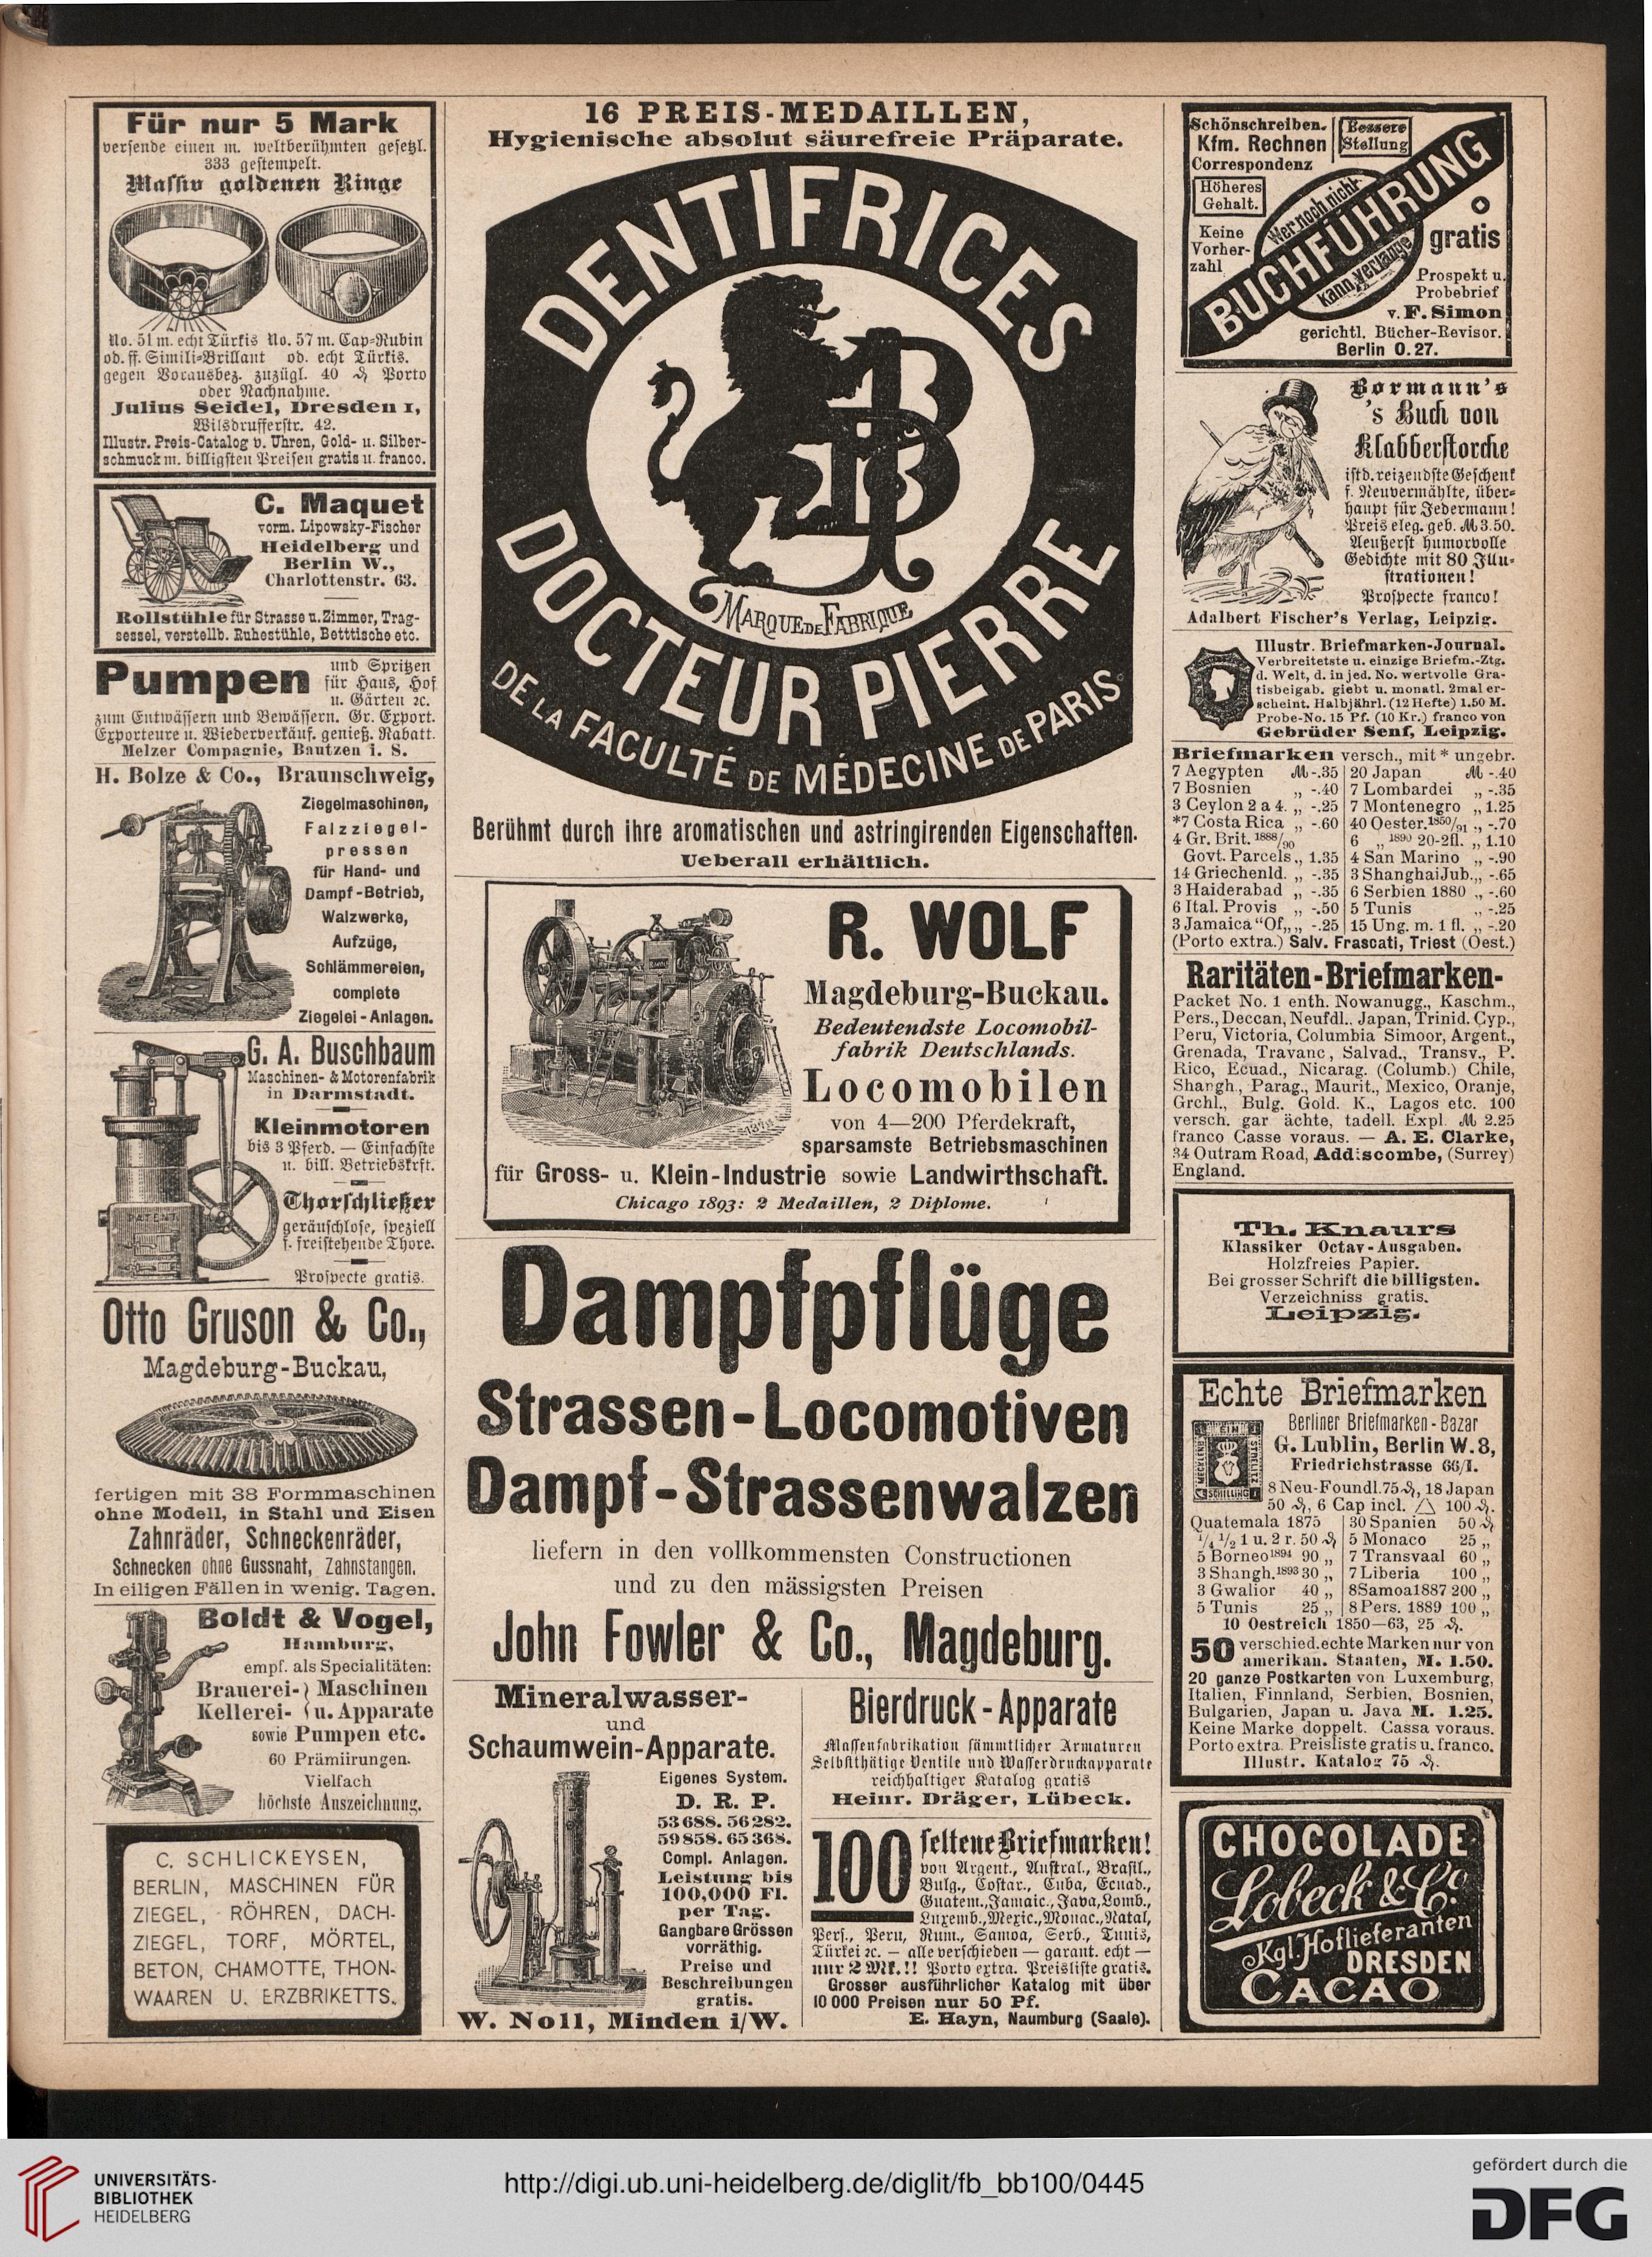 Für nur 5 Mark
versende einen m. weltberühmten gesetzl.
333 gestempelt.
Massiv goldenen Ringe
No. 51 m. echt Türkis No. 57 m. Cap-Rubin
od. ff. Simili-Brillant od. echt Türkis.
gegen Vorausbez. zuzügl. 40 ₰ Porto
oder Nachnahme.
Julius Seidel, Dresden I,
Wilsdrufferstr. 42.
Illustr. Preis-Catalog v. Uhren, Gold- u. Silber-
schmuck m. billigsten Preisen gratis u. franco.
C. Maquet
vorm. Lipowsky-Fischer
Heidelberg und
Berlin W.,
Charlottenstr. 63.
Rollstühle für Strasse u. Zimmer, Trag-
sessel, verstellb. Ruhestühle, Betttische etc.
Pumpen
und Spritzen
für Haus, Hof
u. Gärten ꝛc.
zum Entwässern und Bewässern. Gr. Export.
Exporteure u. Wiederverkäuf. genieß. Rabatt.
Melzer Compagnie, Bautzen i. S.
H. Bolze & Co., Braunschweig,
Ziegelmaschinen,
Falzziegel-
pressen
für Hand- und
Dampf-Betrieb,
Walzwerke,
Aufzüge,
Schlämmereien,
complete
Ziegelei-Anlagen.
G. A. Buschbaum
Maschinen- & Motorenfabrik
in Darmstadt.
Kleinmotoren
bis 3 Pferd. — Einfachste
u. bill. Betriebskrft.
Thorschließer
geräuschlose, speziell
f. freistehende Thore.
Prospecte gratis.
PATENT
Otto Gruson & Co.,
Magdeburg-Buckau,
fertigen mit 38 Formmaschinen
ohne Modell, in Stahl und Eisen
Zahnräder, Schneckenräder,
Schnecken ohne Gussnaht, Zahnstangen.
In eiligen Fällen in wenig. Tagen.
Boldt & Vogel,
Hamburg,
empf. als Specialitäten:
Brauerei- } Maschinen
Kellerei- { u. Apparate
sowie Pumpen etc.
60 Prämiirungen.
Vielfach
höchste Auszeichnung.
C. SCHLICKEYSEN,
BERLIN, MASCHINEN FÜR
ZIEGEL, RÖHREN, DACH-
ZIEGEL, TORF, MÖRTEL,
BETON, CHAMOTTE, THON-
WAAREN U. ERZBRIKETTS.
16 PREIS-MEDAILLEN,
Hygienische absolut säurefreie Präparate.
DENTIFRICES
MARQUE DE FABRIQUE
DOCTEUR PIERRE
DE LA FACULTÉ DE MÉDECINE DE PARIS
Berühmt durch ihre aromatischen und astringirenden Eigenschaften.
Ueberall erhältlich.
R. WOLF
Magdeburg-Buckau.
Bedeutendste Locomobil-
fabrik Deutschlands.
Locomobilen
von 4—200 Pferdekraft,
sparsamste Betriebsmaschinen
für Gross- u. Klein-Industrie sowie Landwirthschaft.
Chicago 1893: 2 Medaillen, 2 Diplome.
Dampfpflüge
Strassen-Locomotiven
Dampf-Strassenwalzen
liefern in den vollkommensten Constructionen
und zu den mässigsten Preisen
John Fowler & Co., Magdeburg.
Mineralwasser-
und
Schaumwein-Apparate.
Eigenes System.
D. R. P.
53688. 56282.
59858. 65368.
Compl. Anlagen.
Leistung bis
100,000 Fl.
per Tag.
Gangbare Grössen
vorräthig.
Preise und
Beschreibungen
gratis.
W. Noll, Minden i/W.
Bierdruck-Apparate
Massenfabrikation sämmtlicher Armaturen
Selbstthätige Ventile und Wasserdruckapparate
reichhaltiger Katalog gratis
Heinr. Dräger, Lübeck.
100
seltene Briefmarken!
von Argent., Austral., Brasil.,
Bulg., Costar., Cuba, Ecuad.,
Guatem., Jamaic., Java, Lomb.,
Luxemb., Mexic., Monac., Natal,
Pers., Peru, Rum., Samoa, Serb., Tunis,
Türkei ꝛc. — alle verschieden — garant. echt —
nur 2 Mk.!! Porto extra. Preisliste gratis.
Grosser ausführlicher Katalog mit über
10 000 Preisen nur 50 Pf.
E. Hayn, Naumburg (Saale).
Schönschreiben.
Kfm. Rechnen
Correspondenz
Bessere
Stellung
Höheres
Gehalt.
Keine
Vorher-
zahl
Wer noch nicht
BUCHFÜHRUNG
kann, verlange
gratis
Prospekt u.
Probebrief
v. F. Simon
gerichtl. Bücher-Revisor.
Berlin O. 27.
Bormann's
's Buch von
Klabberstorche
ist d. reizendste Geschenk
f. Neuvermählte, über-
haupt für Jedermann!
Preis eleg. geb. M 3.50.
Aeußerst humorvolle
Gedichte mit 80 Illu-
strationen!
Prospecte franco!
Adalbert Fischer's Verlag, Leipzig.
Illustr. Briefmarken-Journal.
Verbreitetste u. einzige Briefm.-Ztg.
d. Welt, d. in jed. No. wertvolle Gra-
tisbeigab. giebt u. monatl. 2mal er-
scheint. Halbjährl. (12 Hefte) 1.50 M.
Probe-No. 15 Pf. (10 Kr.) franco von
Gebrüder Senf, Leipzig.
Briefmarken versch., mit * ungebr.
7 Aegypten M -.35 | 20 Japan M -.40
7 Bosnien „ -.40 | 7 Lombardei „ -.35
3 Ceylon 2 a 4. „ -.25 | 7 Montenegro „ 1.25
*7 Costa Rica „ -.60 | 40 Oester. 1850/91 „ -.70
4 Gr. Brit. 1888/90 | 6 „ 1890 20-2fl. „ 1.10
Govt. Parcels „ 1.35 | 4 San Marino „ -.90
14 Griechenld. „ -.35 | 3 Shanghai Jub. „ -.65
3 Haiderabad „ -.35 | 6 Serbien 1880 „ -.60
6 Ital. Provis „ -.50 | 5 Tunis „ -.25
3 Jamaica "Of„ „ -.25 | 15 Ung. m. 1 fl. „ -.20
(Porto extra.) Salv. Frascati, Triest (Oest.)
Raritäten-Briefmarken-
Packet No. 1 enth. Nowanugg., Kaschm.,
Pers., Deccan, Neufdl., Japan, Trinid. Cyp.,
Peru, Victoria, Columbia Simoor, Argent.,
Grenada, Travanc, Salvad., Transv., P.
Rico, Ecuad., Nicarag. (Columb.) Chile,
Shangh., Parag., Maurit., Mexico, Oranje,
Grchl., Bulg. Gold. K., Lagos etc. 100
versch. gar ächte, tadell. Expl. M 2.25
franco Casse voraus. — A. E. Clarke,
34 Outram Road, Addiscombe, (Surrey)
England.
Th. Knaurs
Klassiker Octav-Ausgaben.
Holzfreies Papier.
Bei grosser Schrift die billigsten.
Verzeichniss gratis.
Leipzig.
Echte Briefmarken
Berliner Briefmarken-Bazar
G. Lublin, Berlin W. 8,
Friedrichstrasse 66/I.
EIN
MECKLENB.
STRELITZ
SCHILLING
8 Neu-Foundl. 75 ₰, 18 Japan
50 ₰, 6 Cap incl. △ 100 ₰.
Quatemala 1875 | 30 Spanien 50 ₰
1/4 1/2 1 u. 2 r. 50 ₰ | 5 Monaco 25 „
5 Borneo 1894 90 „ | 7 Transvaal 60 „
3 Shangh. 1893 30 „ | 7 Liberia 100 „
3 Gwalior 40 „ | 8 Samoa 1887 200 „
5 Tunis 25 „ | 8 Pers. 1889 100 „
10 Oestreich 1850—63, 25 ₰.
50 verschied. echte Marken nur von
amerikan. Staaten, M. 1.50.
20 ganze Postkarten von Luxemburg,
Italien, Finnland, Serbien, Bosnien,
Bulgarien, Japan u. Java M. 1.25.
Keine Marke doppelt. Cassa voraus.
Porto extra. Preisliste gratis u. franco.
Illustr. Katalog 75 ₰.
CHOCOLADE
Lobeck & Co.
Kgl. Hoflieferanten
DRESDEN
CACAO
UNIVERSITÄTS-
BIBLIOTHEK
HEIDELBERG
http://digi.ub.uni-heidelberg.de/diglit/fb_bb100/0445
gefördert durch die
DFG